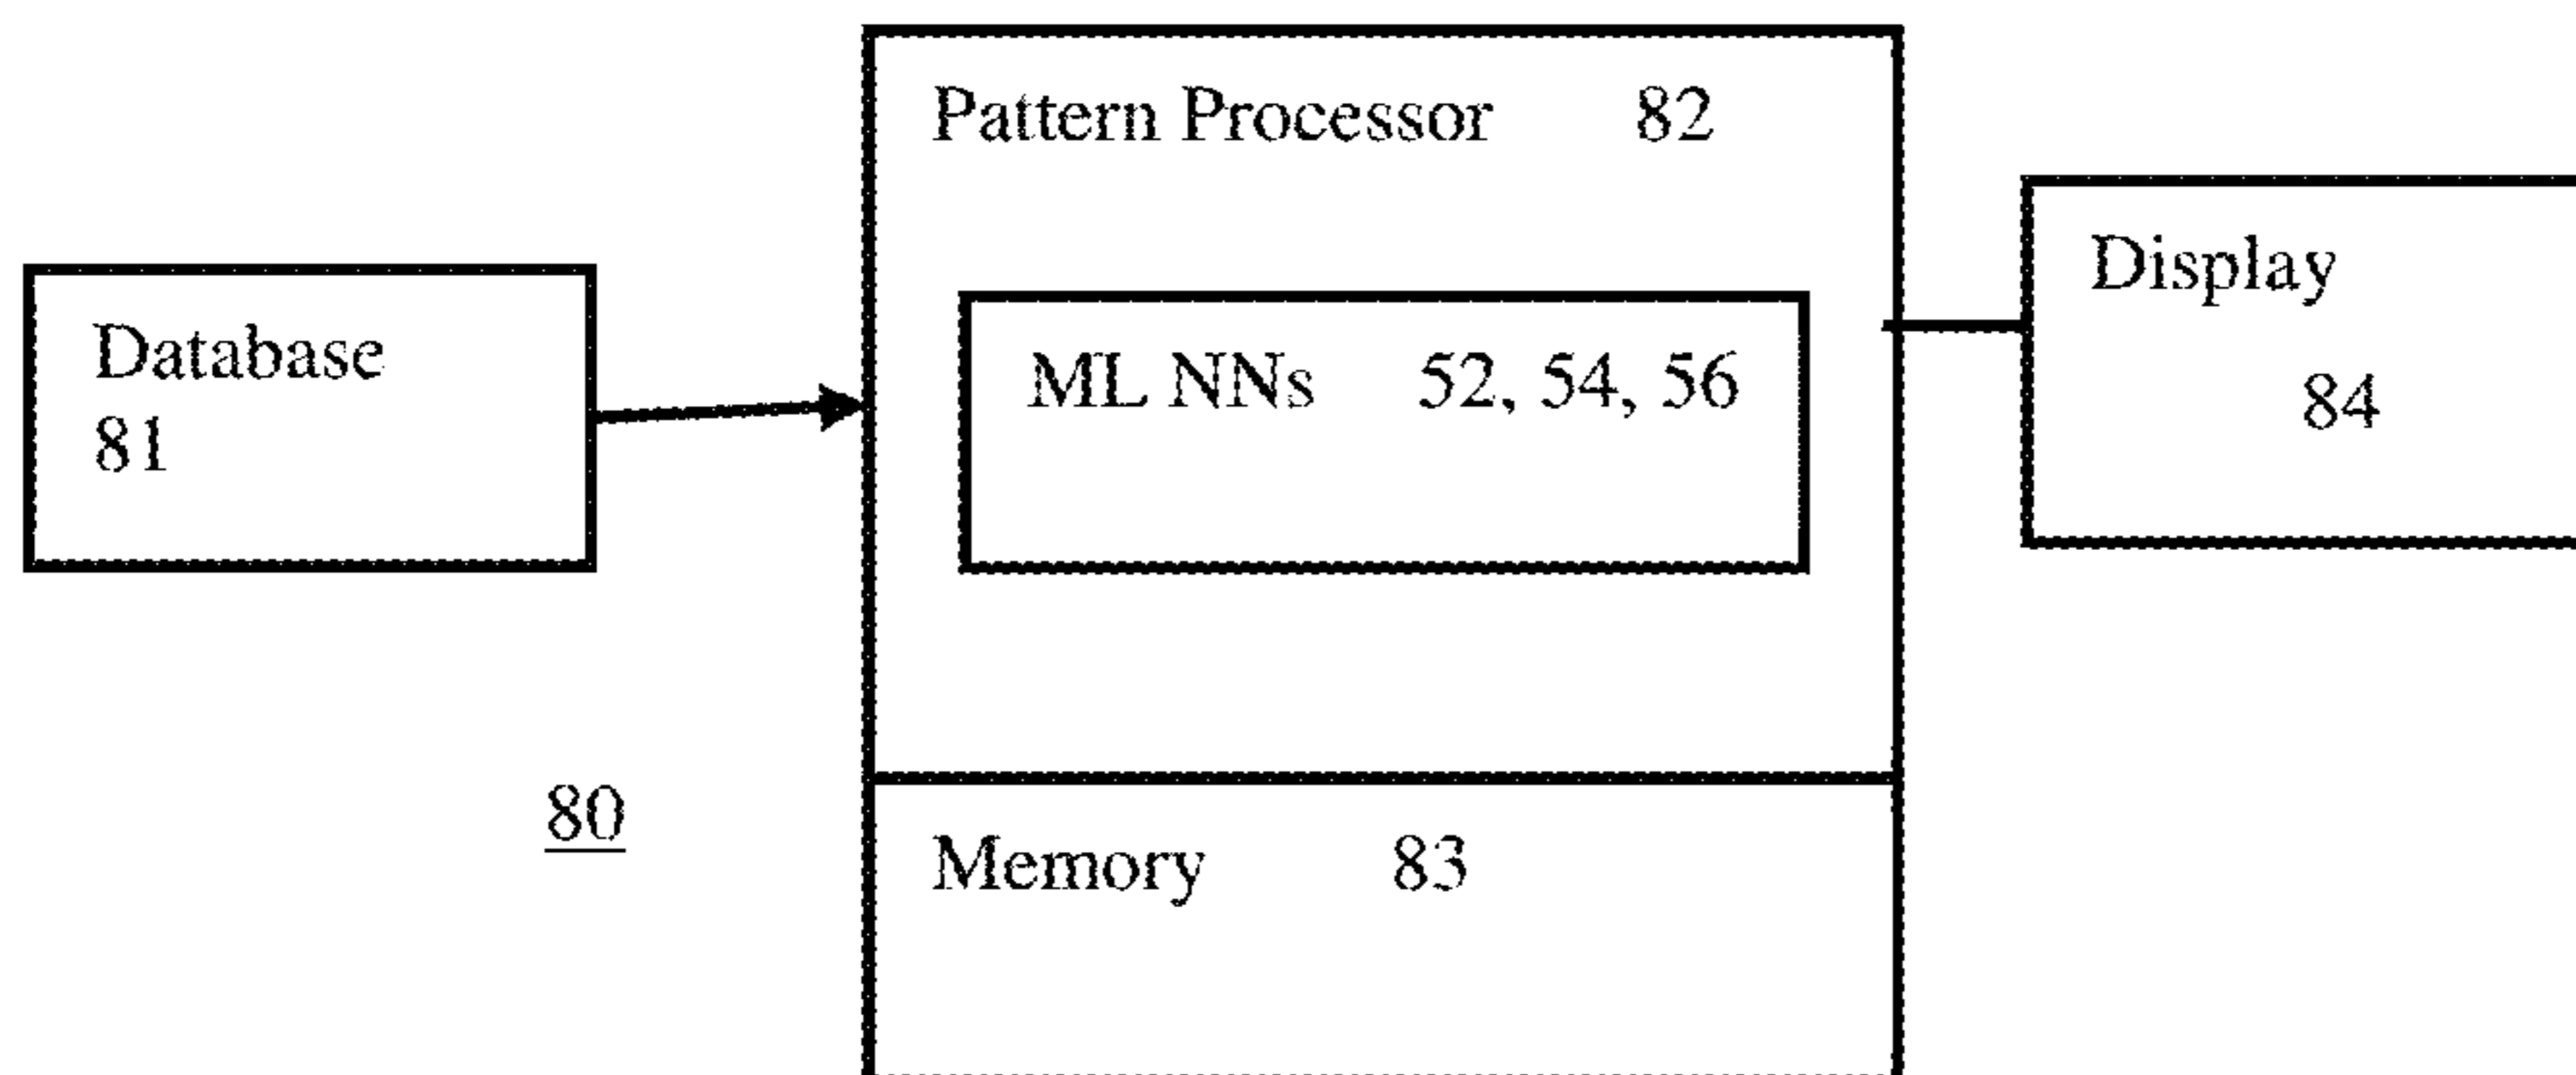 Pattern Processor 82
Database
81
ML NNs 52, 54, 56
Display
84
80
Memory 83